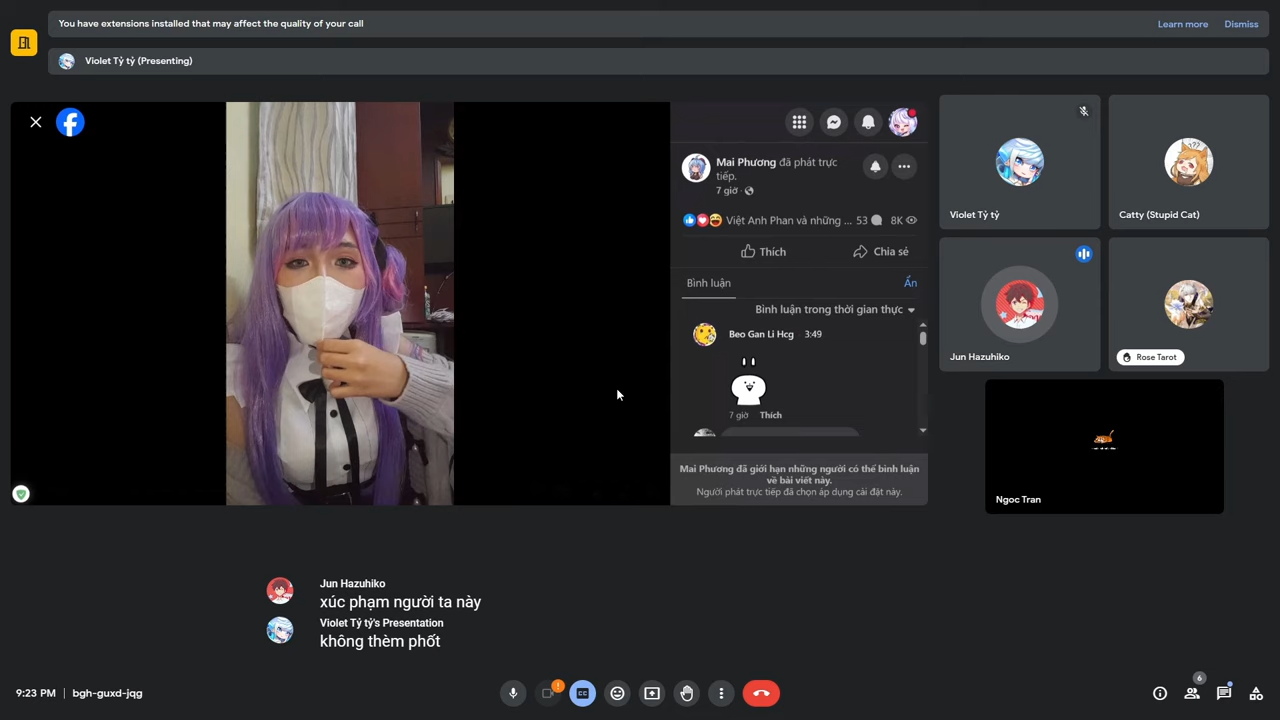 You have extensions installed that may affect the quality of your call
Learn more
Dismiss
Violet Tỷ tỷ (Presenting)
Mai Phương đã phát trực
tiếp.
7 giờ
Việt Anh Phan và những ... 53 8K
Thích
Chia sẻ
Bình luận
Ẩn
Bình luận trong thời gian thực
Beo Gan Li Hcg 3:49
7 giờ Thích
Mai Phương đã giới hạn những người có thể bình luận
về bài viết này.
Người phát trực tiếp đã chọn áp dụng cài đặt này.
Violet Tỷ tỷ
???
Catty (Stupid Cat)
Jun Hazuhiko
Rose Tarot
Ngoc Tran
Jun Hazuhiko
xúc phạm người ta này
Violet Tỷ tỷ's Presentation
không thèm phốt
9:23 PM | bgh-guxd-jqg
CC
6